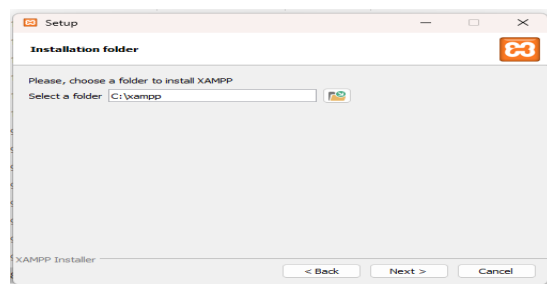 Setup
Installation folder
Please, choose a folder to install XAMPP
Select a folder C:\xampp
XAMPP Installer
< Back Next > Cancel